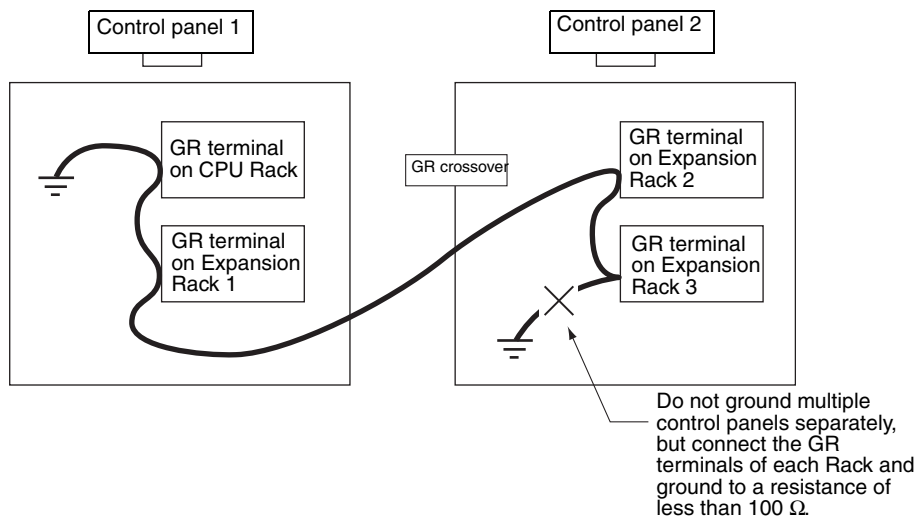 Control panel 1
Control panel 2
GR terminal
on CPU Rack
GR terminal
on Expansion
Rack 1
GR crossover
GR terminal
on Expansion
Rack 2
GR terminal
on Expansion
Rack 3
Do not ground multiple
control panels separately,
but connect the GR
terminals of each Rack and
ground to a resistance of
less than 100 Ω.